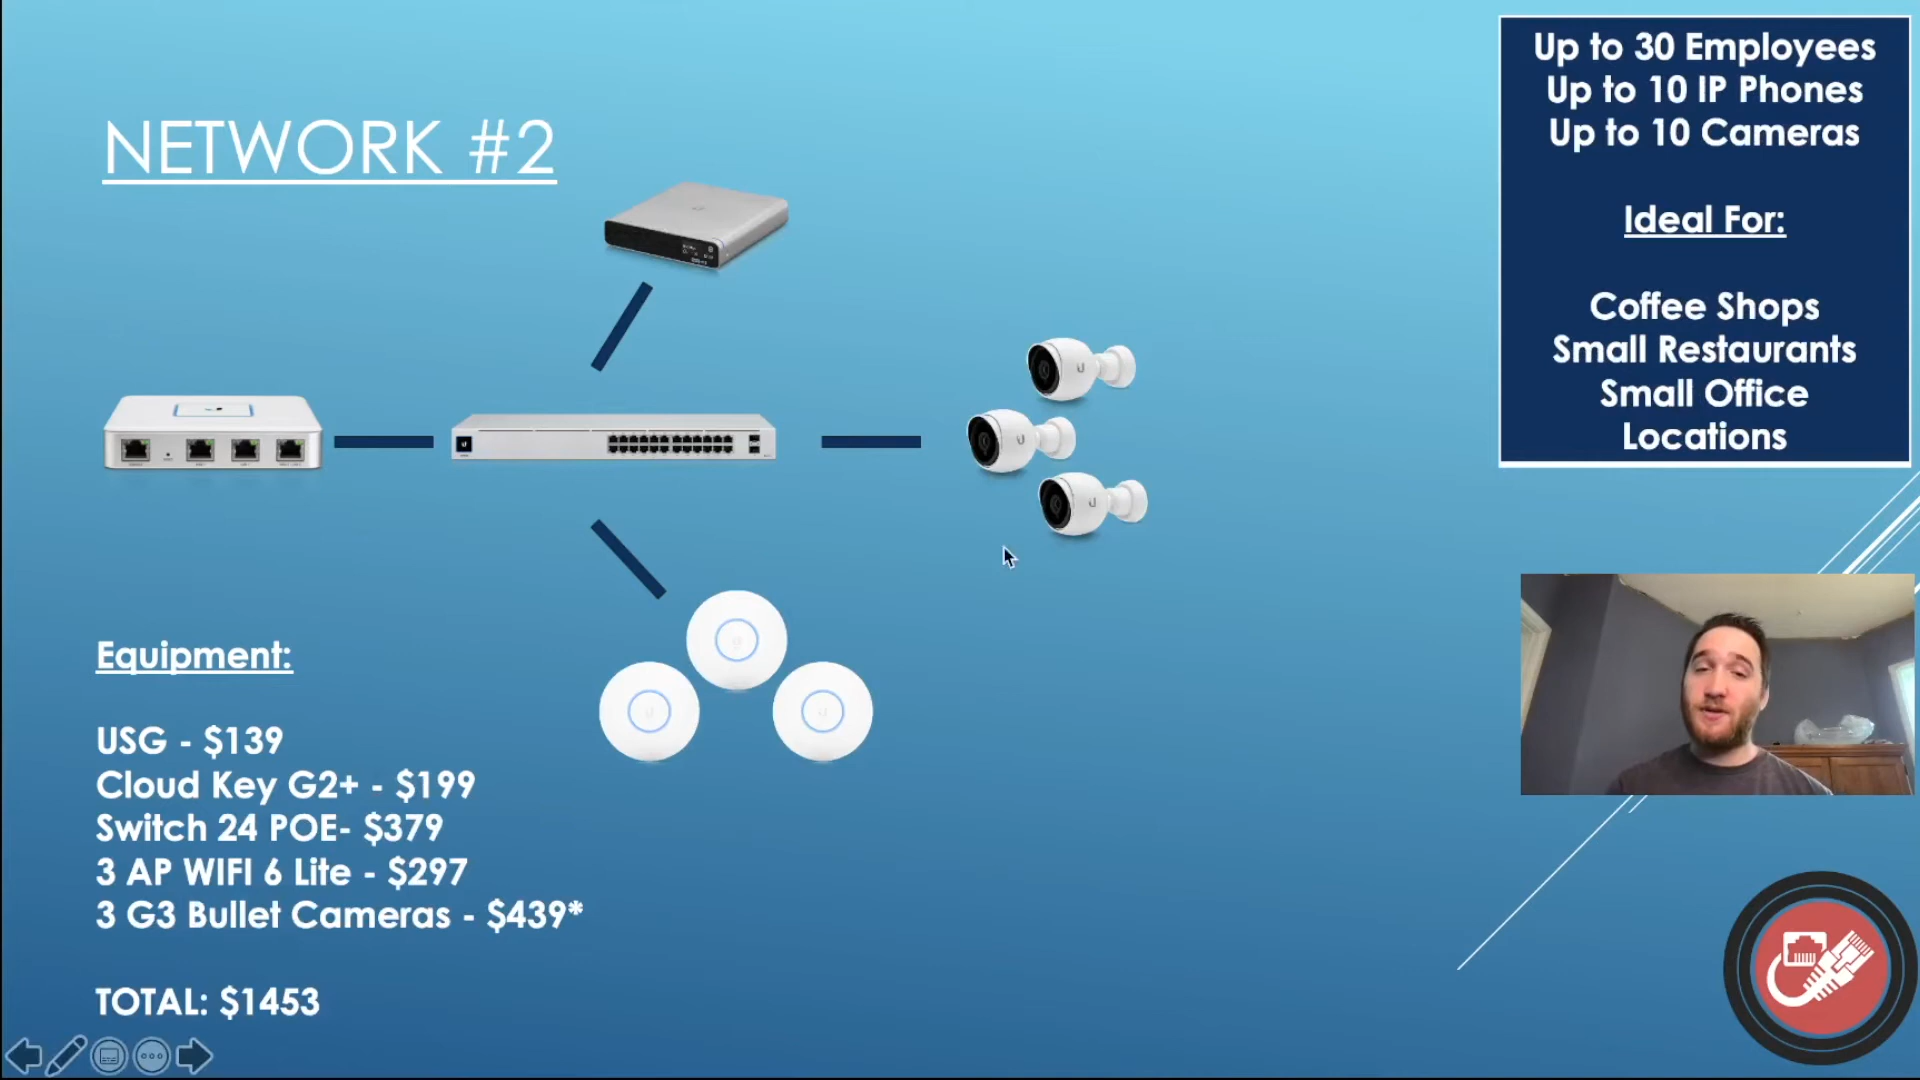 NETWORK #2
Up to 30 Employees
Up to 10 IP Phones
Up to 10 Cameras
Ideal For:
Coffee Shops
Small Restaurants
Small Office
Locations
Equipment:
USG - $139
Cloud Key G2+ - $199
Switch 24 POE- $379
3 AP WIFI 6 Lite - $297
3 G3 Bullet Cameras - $439*
TOTAL: $1453